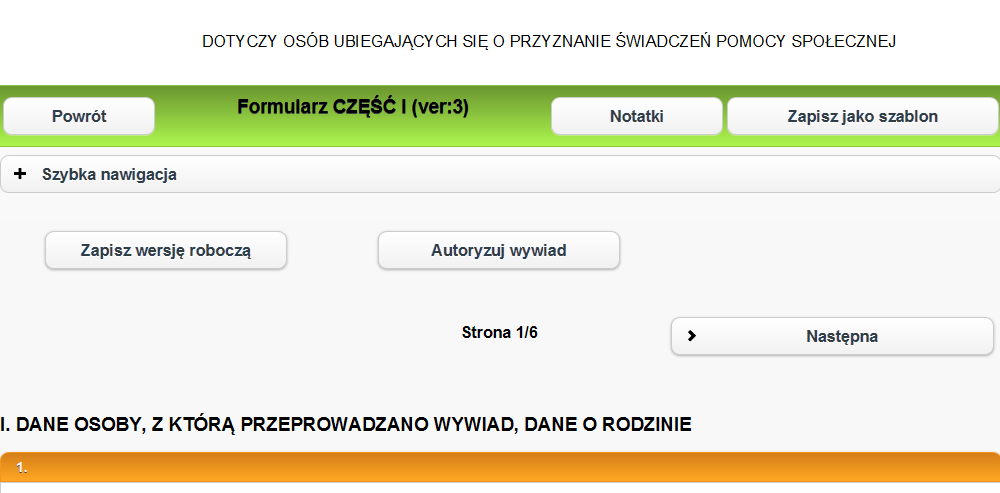 DOTYCZY OSÓB UBIEGAJĄCYCH SIĘ O PRZYZNANIE ŚWIADCZEŃ POMOCY SPOŁECZNEJ
Powrót
Formularz CZĘŚĆ I (ver:3)
Notatki
Zapisz jako szablon
Szybka nawigacja
Zapisz wersję roboczą
Autoryzuj wywiad
Strona 1/6
Następna
I. DANE OSOBY, Z KTÓRĄ PRZEPROWADZANO WYWIAD, DANE O RODZINIE
1.